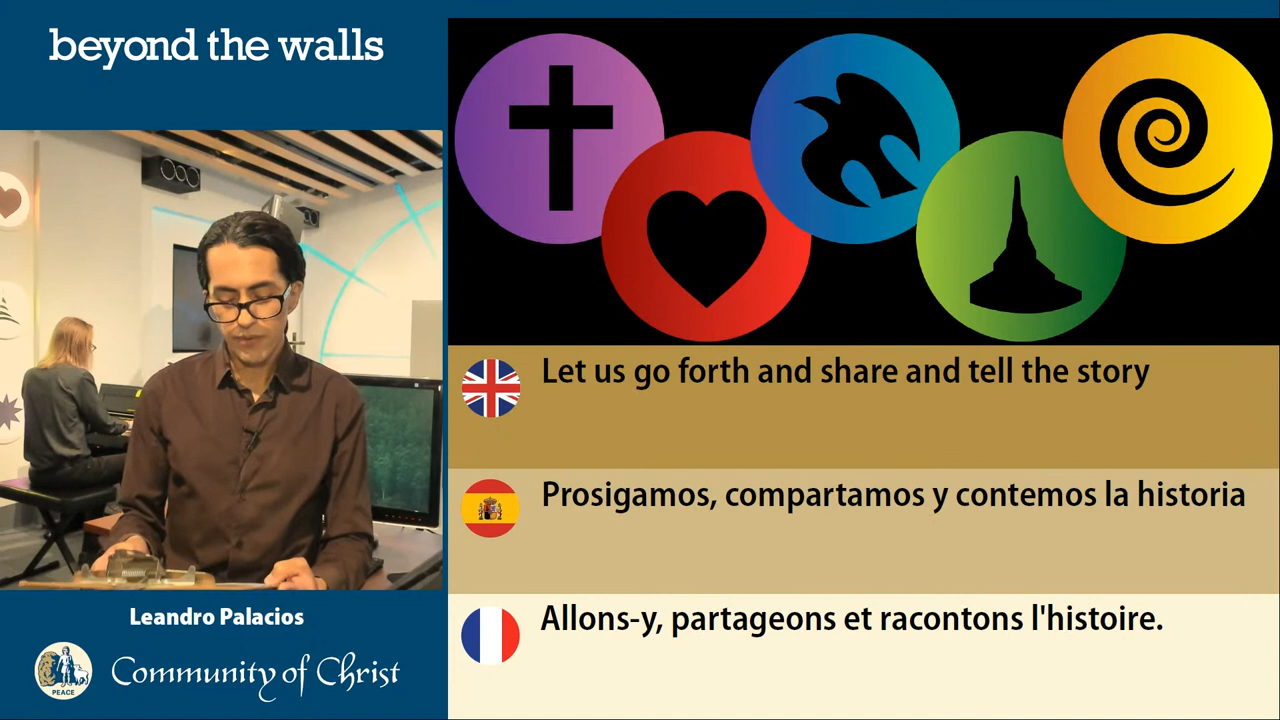 beyond the walls
Let us go forth and share and tell the story
Prosigamos, compartamos y contemos la historia
Allons-y, partageons et racontons l'histoire.
Leandro Palacios
PEACE
Community of Christ